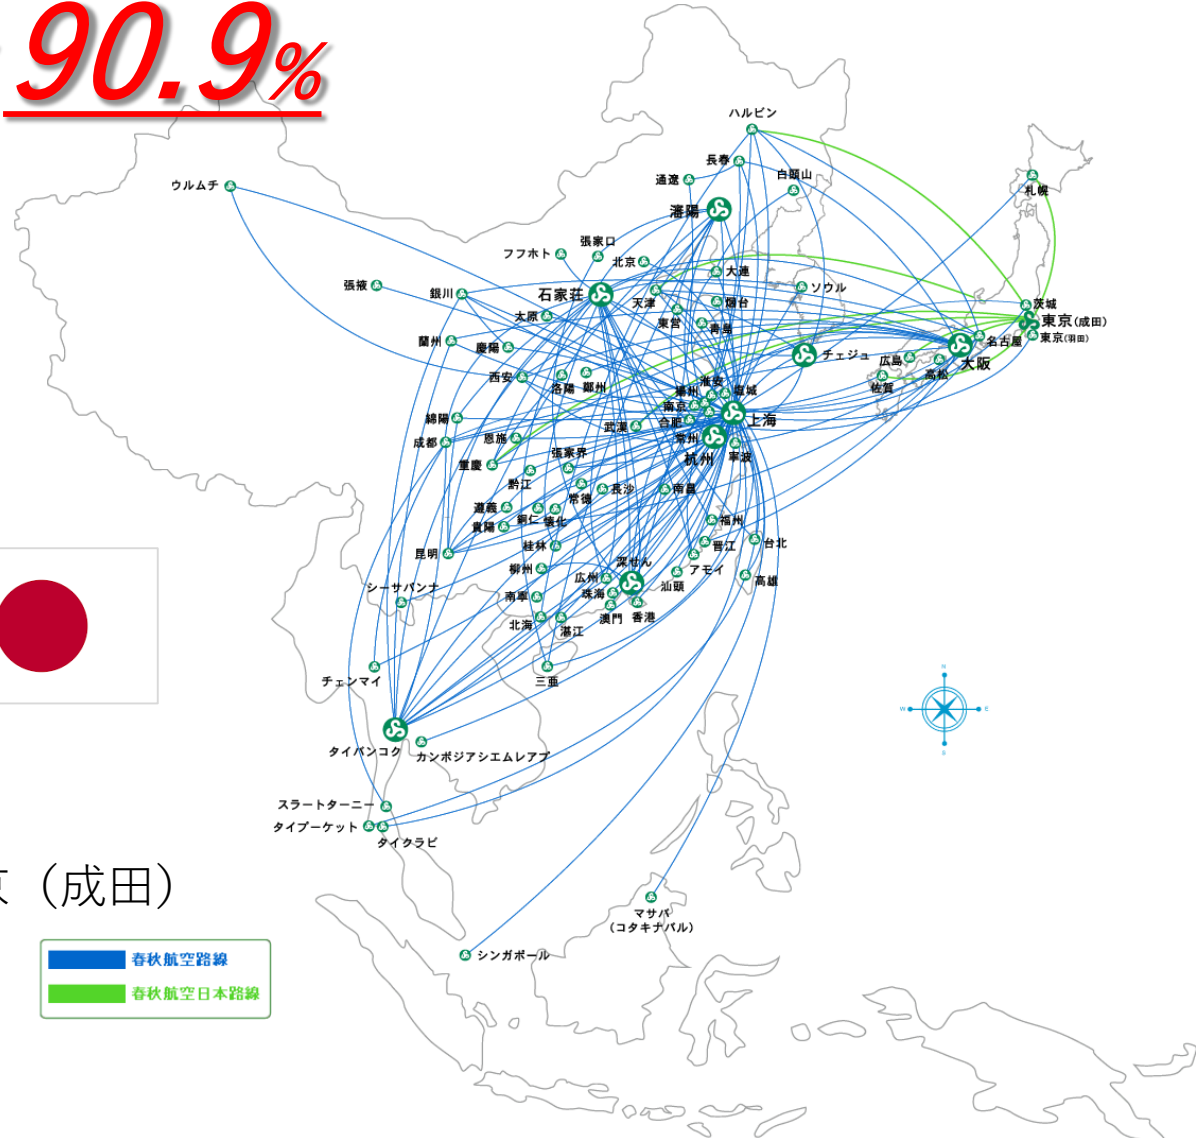 90.9%
ハルビン
長春
通遼
白頭山
ウルムチ
瀋陽
札幌
張家口
フフホト
北京
大連
張掖
銀川
石家荘
天津
烟台
ソウル
茨城
太原
東営
青島
東京(成田)
蘭州
慶陽
チェジュ
広島
名古屋
東京(羽田)
高松
大阪
西安
洛陽
鄭州
佐賀
淮安
揚州
塩城
南京
綿陽
武漢
合肥
上海
成都
恩施
常州
杭州
寧波
重慶
張家界
黔江
常徳
長沙
南昌
遵義
銅仁
懐化
貴陽
福州
昆明
桂林
晋江
台北
深せん
アモイ
柳州
広州
汕頭
高雄
シーサパンナ
南寧
珠海
北海
湛江
澳門
香港
チェンマイ
三亜
タイバンコク
カンボジアシエムレアプ
スラートターニー
タイプーケット
タイクラビ
京（成田）
マサバ
(コタキナバル)
シンガポール
春秋航空路線
春秋航空日本路線
N
W
E
S